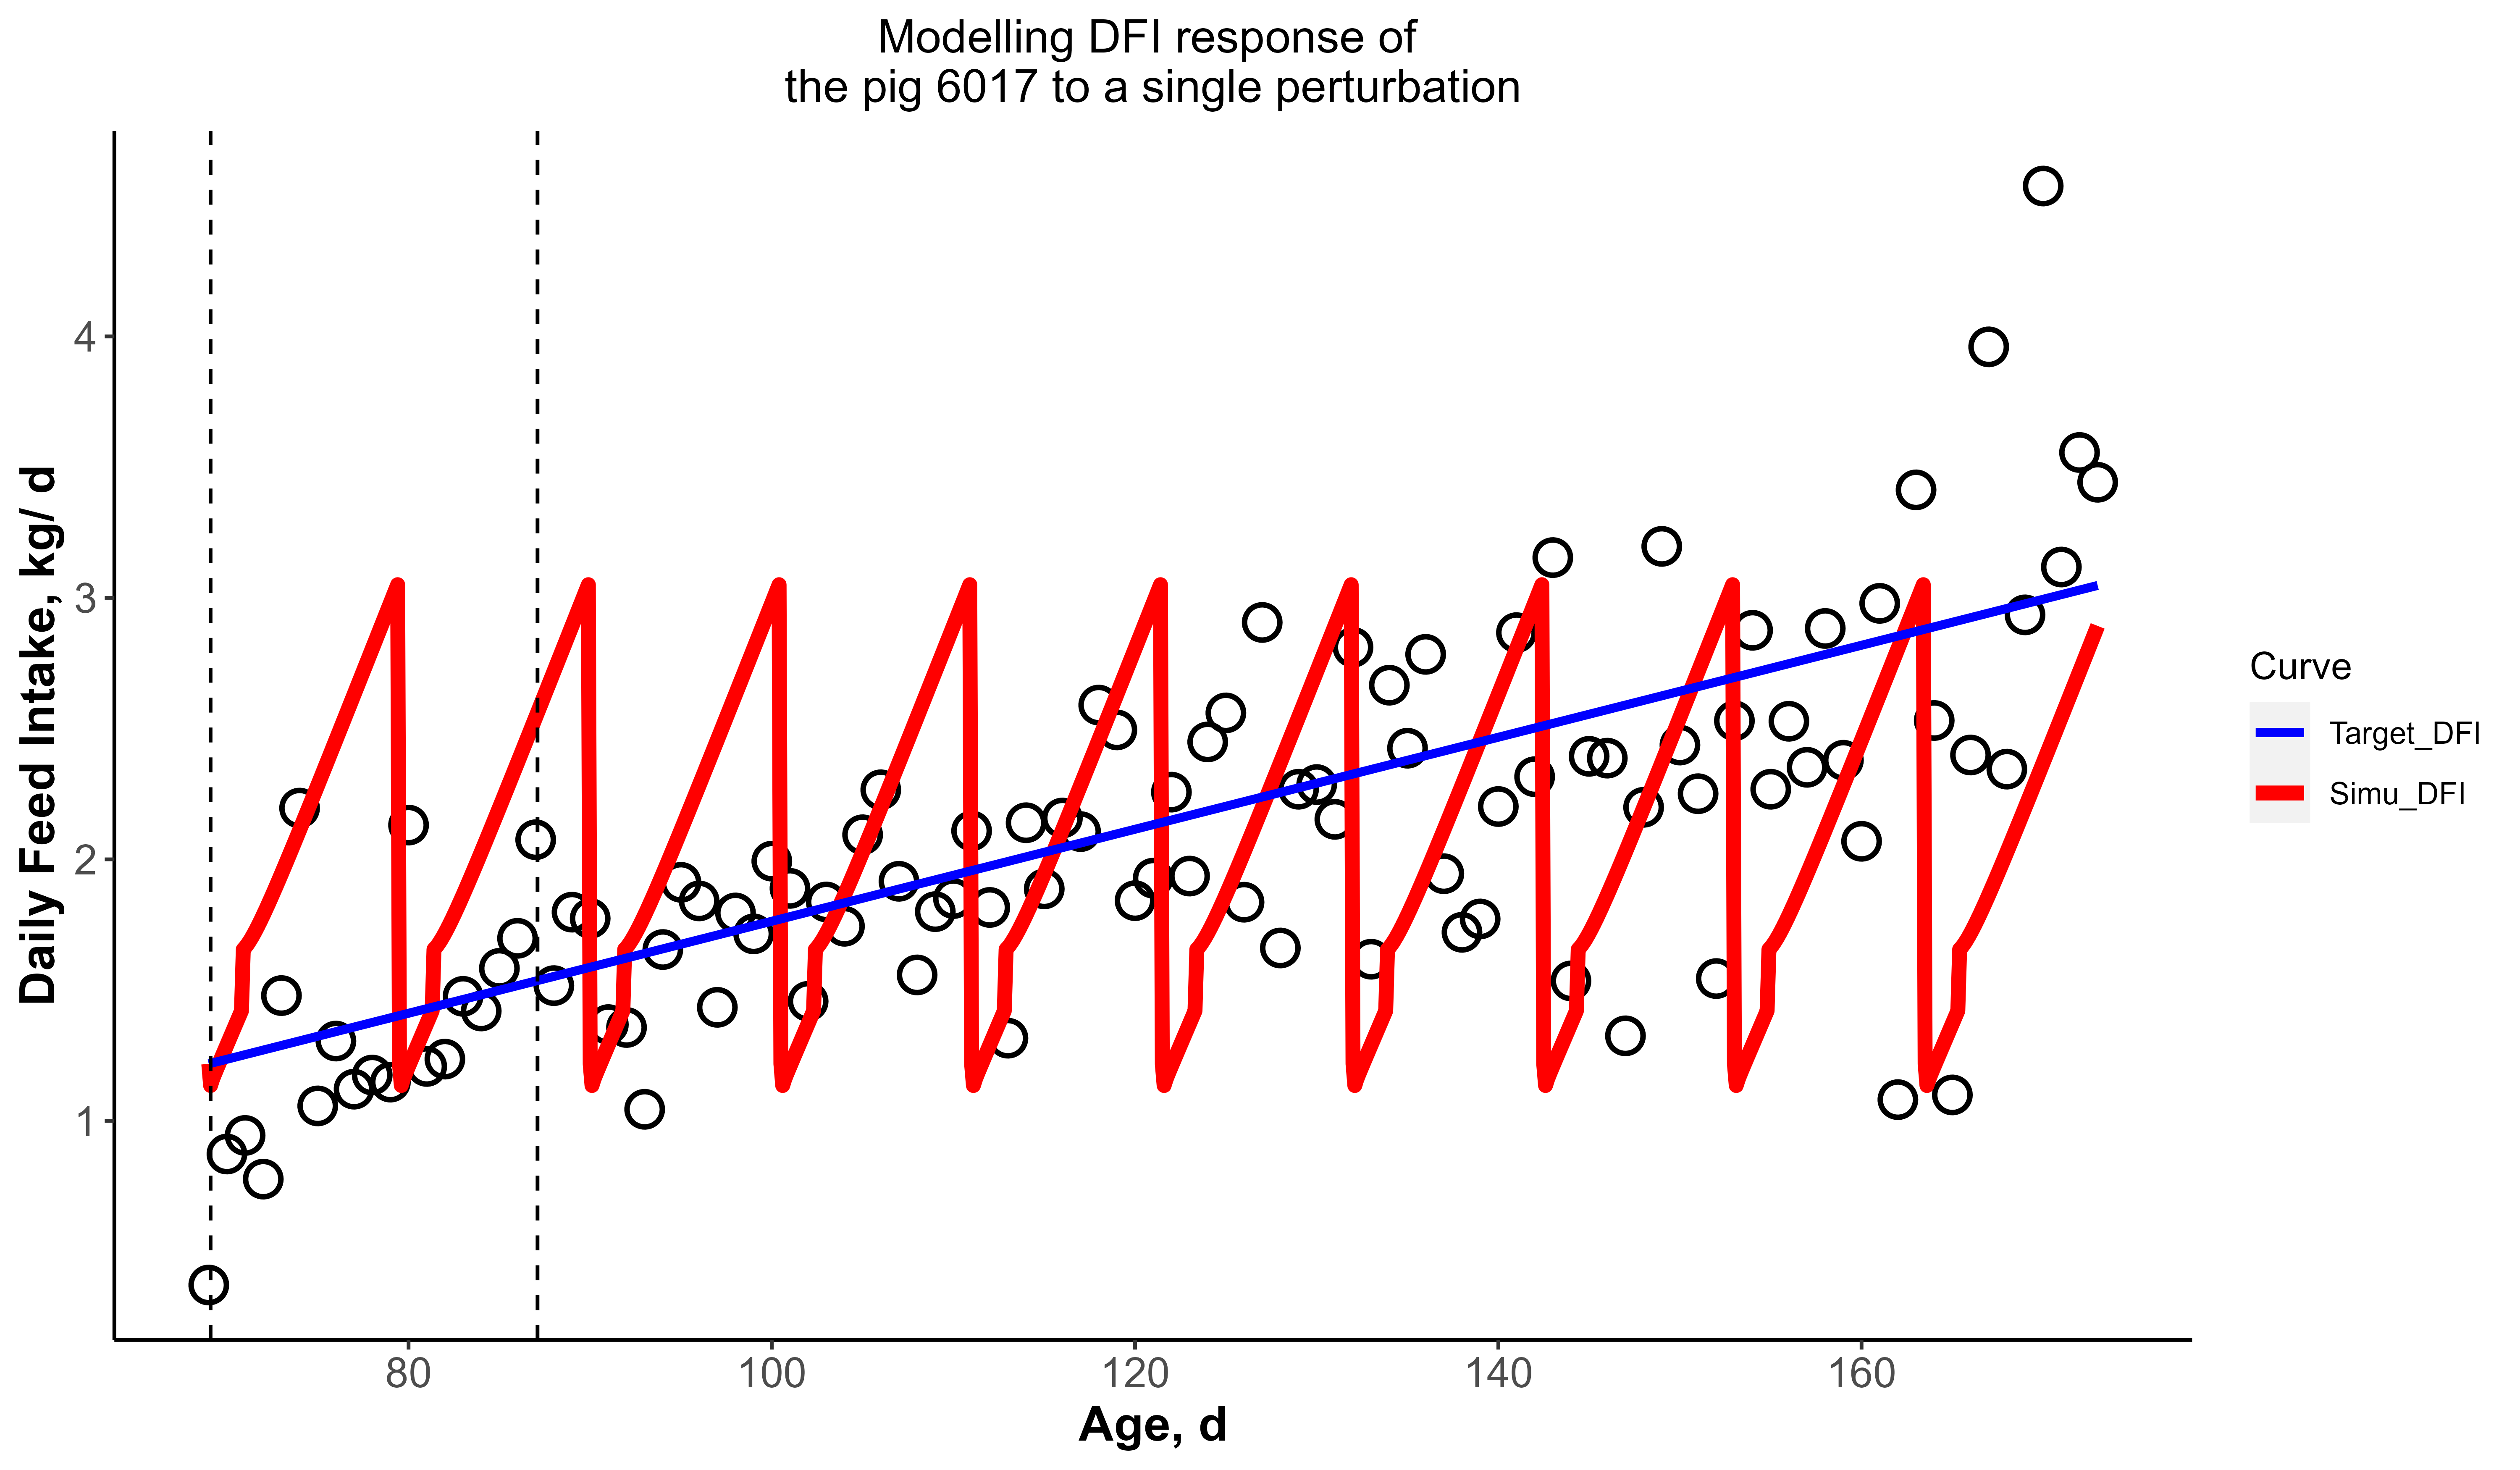 Modelling DFI response of
the pig 6017 to a single perturbation
Daily Feed Intake, kg/ d
4
3
2
1
80
100
120
140
160
Age, d
Curve
Target_DFI
Simu_DFI